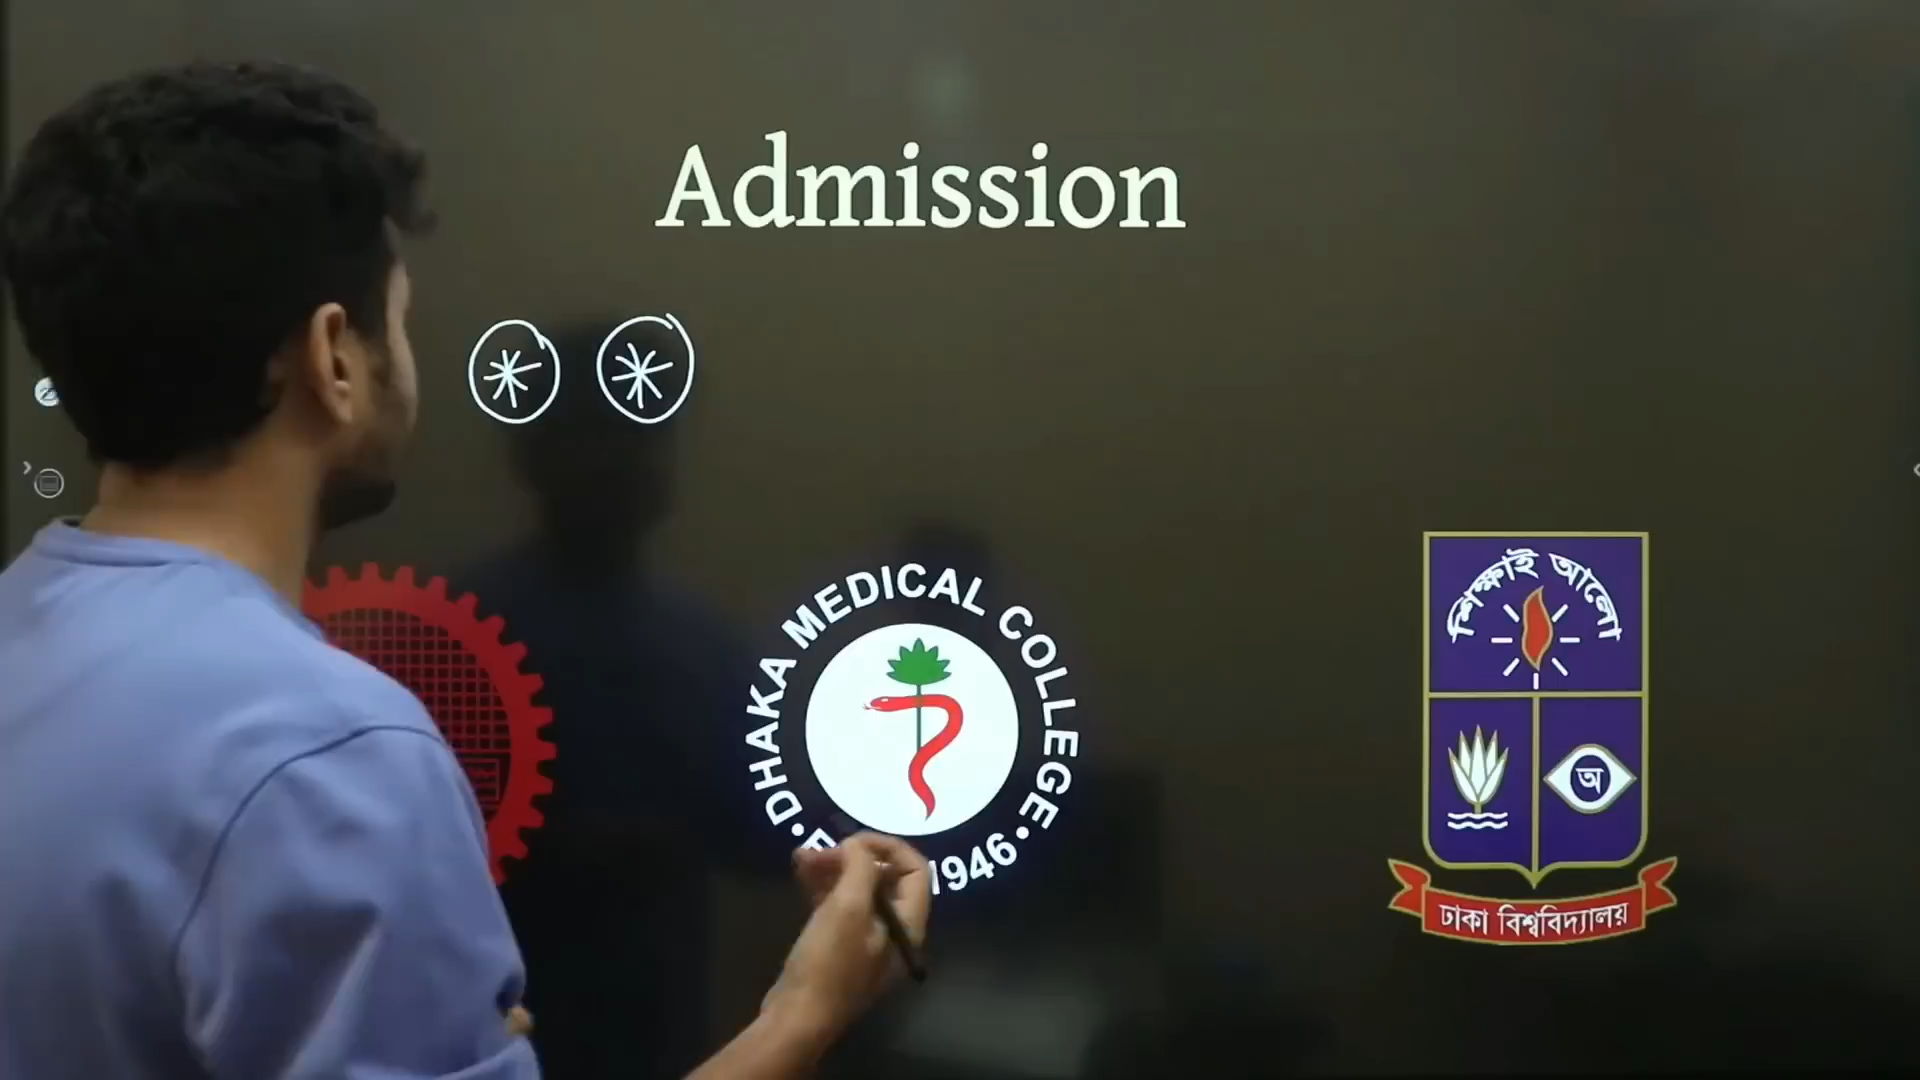 Admission
DHAKA MEDICAL COLLEGE
1946
শিক্ষাই আলো
অ
ঢাকা বিশ্ববিদ্যালয়